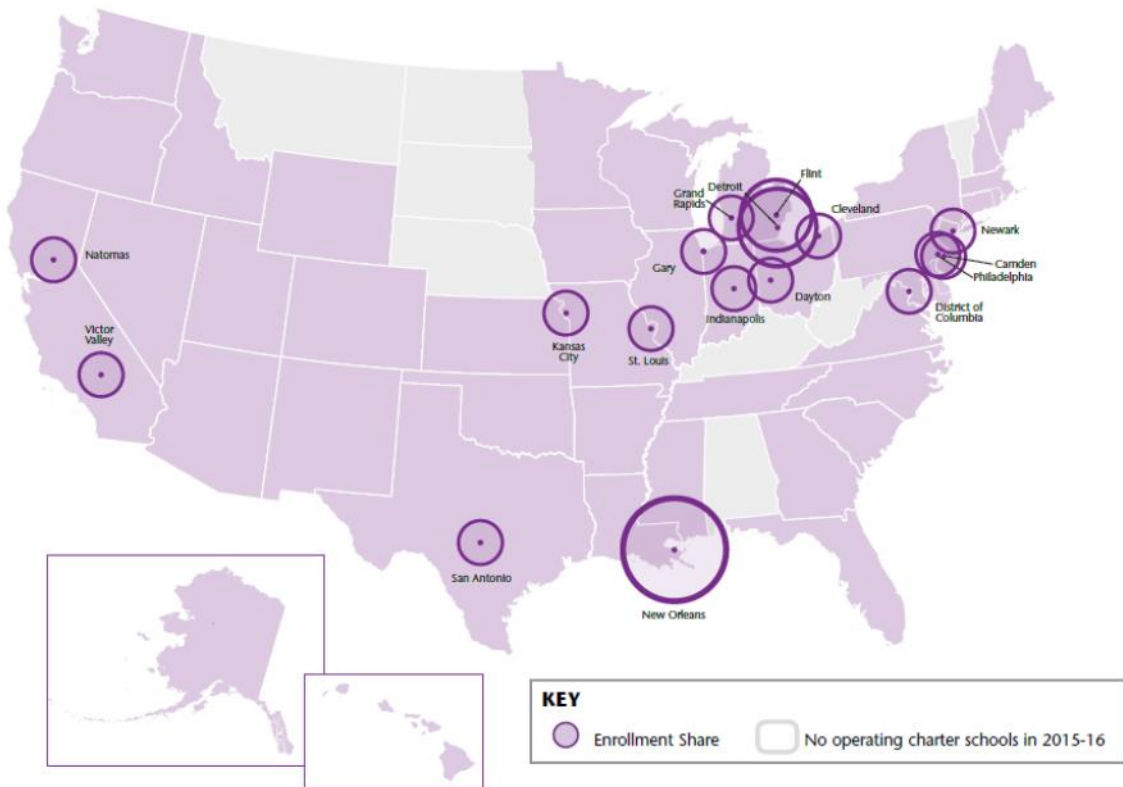 Flint
Detroit
Grand
Rapids
Cleveland
Newark
Natomas
Gary
Camden
Philadelphia
Dayton
District of
Columbia
Indianapolis
Victor
Valley
Kansas
City
St. Louis
San Antonio
New Orleans
KEY
Enrollment Share
No operating charter schools in 2015-16